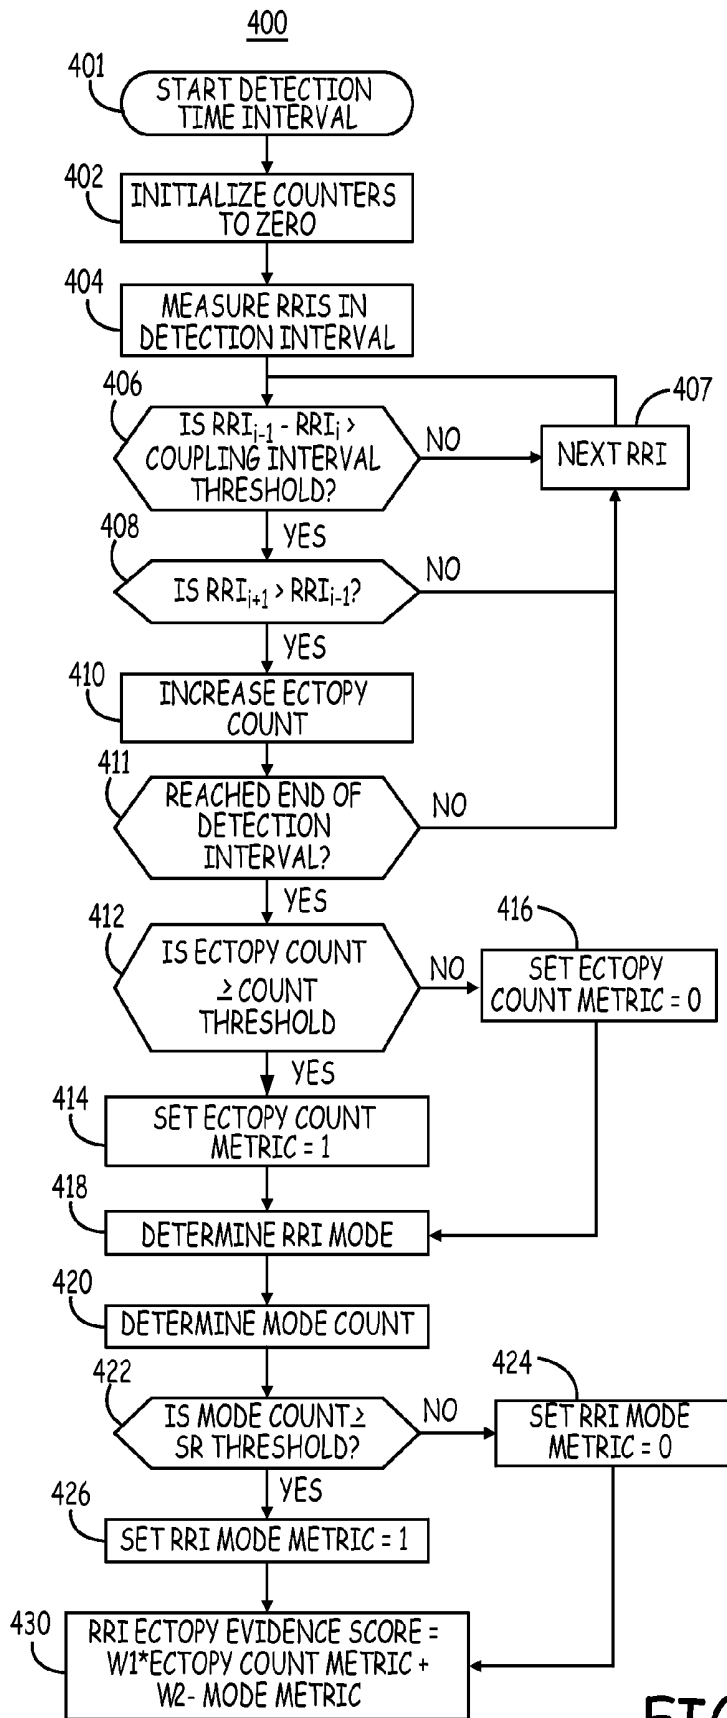 400
401
START DETECTION
TIME INTERVAL
402
INITIALIZE COUNTERS
TO ZERO
404
MEASURE RRIS IN
DETECTION INTERVAL
406
IS RRIi-1 - RRIi >
COUPLING INTERVAL
THRESHOLD?
NO
407
NEXT RRI
YES
408
IS RRIi+1 > RRIi-1?
NO
YES
410
INCREASE ECTOPY
COUNT
411
REACHED END OF
DETECTION
INTERVAL?
NO
YES
412
IS ECTOPY COUNT
≥ COUNT
THRESHOLD
NO
416
SET ECTOPY
COUNT METRIC = 0
YES
414
SET ECTOPY COUNT
METRIC = 1
418
DETERMINE RRI MODE
420
DETERMINE MODE COUNT
422
IS MODE COUNT ≥
SR THRESHOLD?
NO
424
SET RRI MODE
METRIC = 0
YES
426
SET RRI MODE METRIC = 1
430
RRI ECTOPY EVIDENCE SCORE =
W1*ECTOPY COUNT METRIC +
W2- MODE METRIC